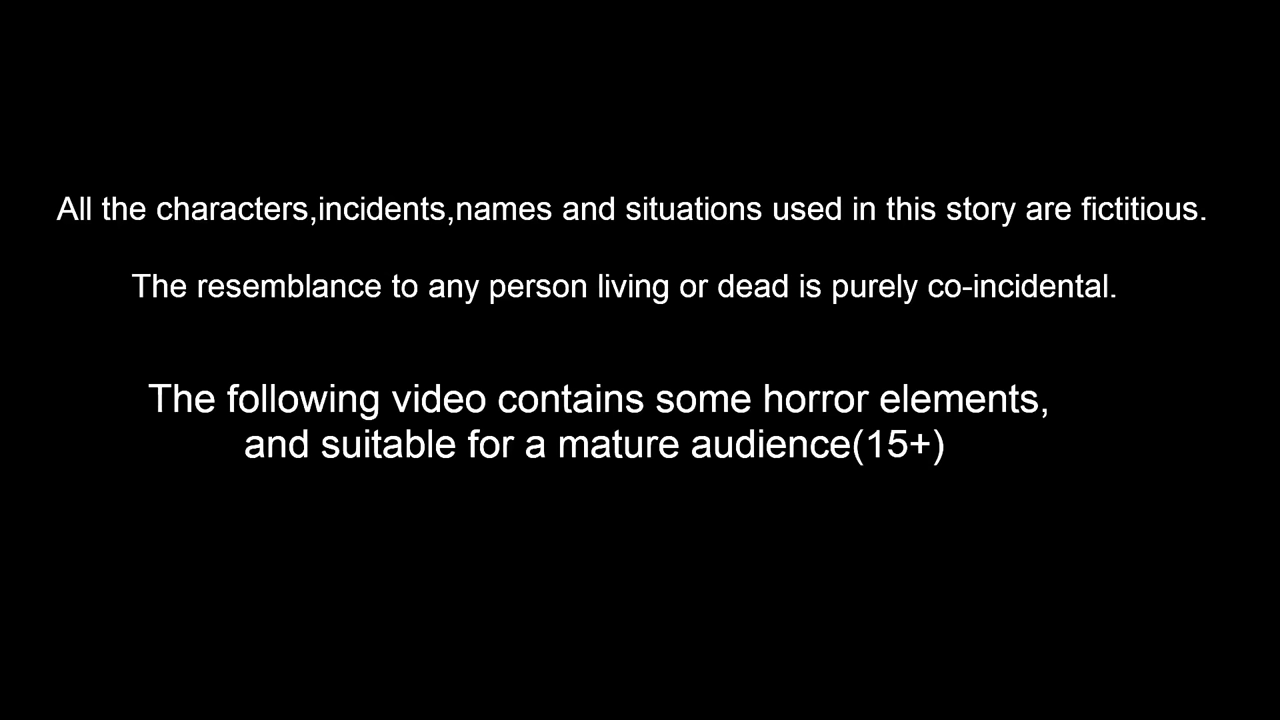 All the characters,incidents,names and situations used in this story are fictitious.
The resemblance to any person living or dead is purely co-incidental.
The following video contains some horror elements,
and suitable for a mature audience(15+)